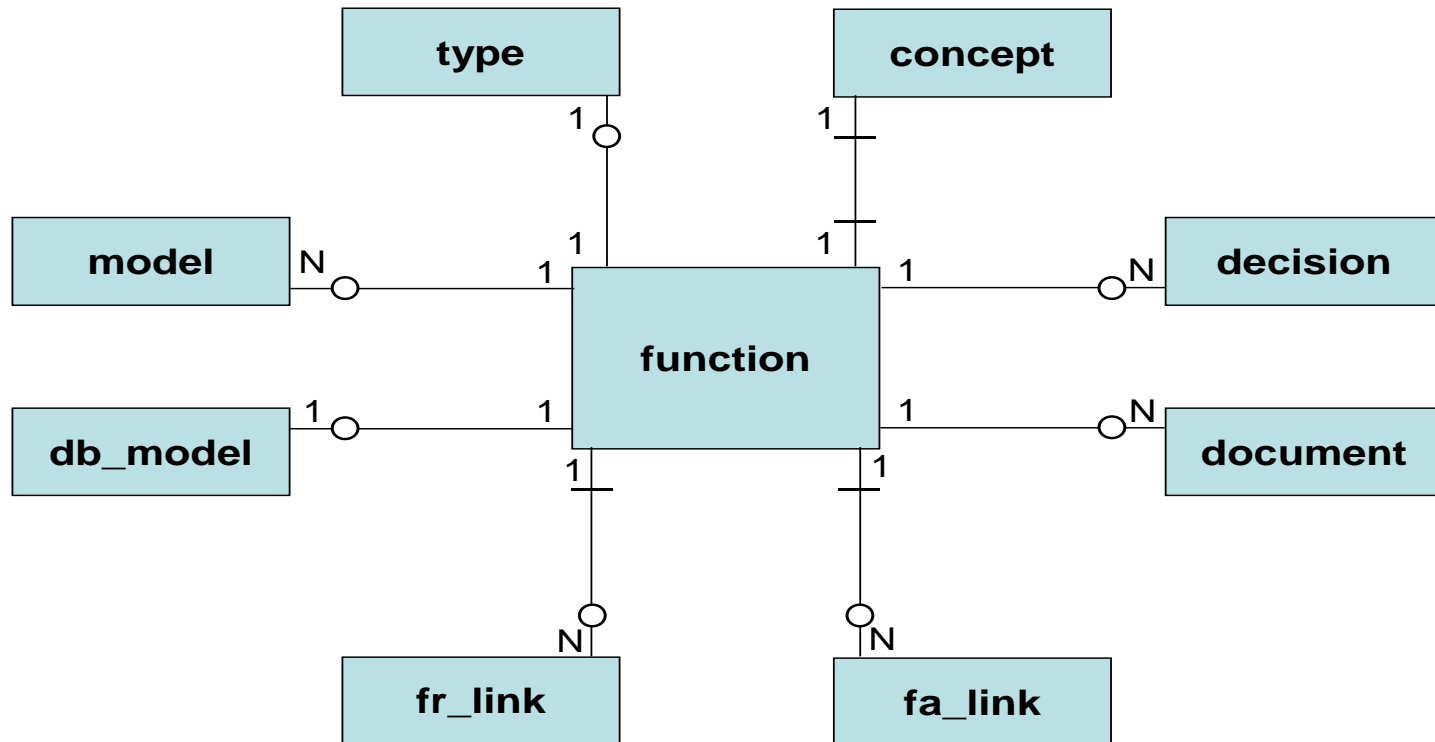 type
concept
1
1
model
N
1
1
1
1
N
decision
function
db_model
1
1
1
N
document
1
1
N
N
fr_link
fa_link